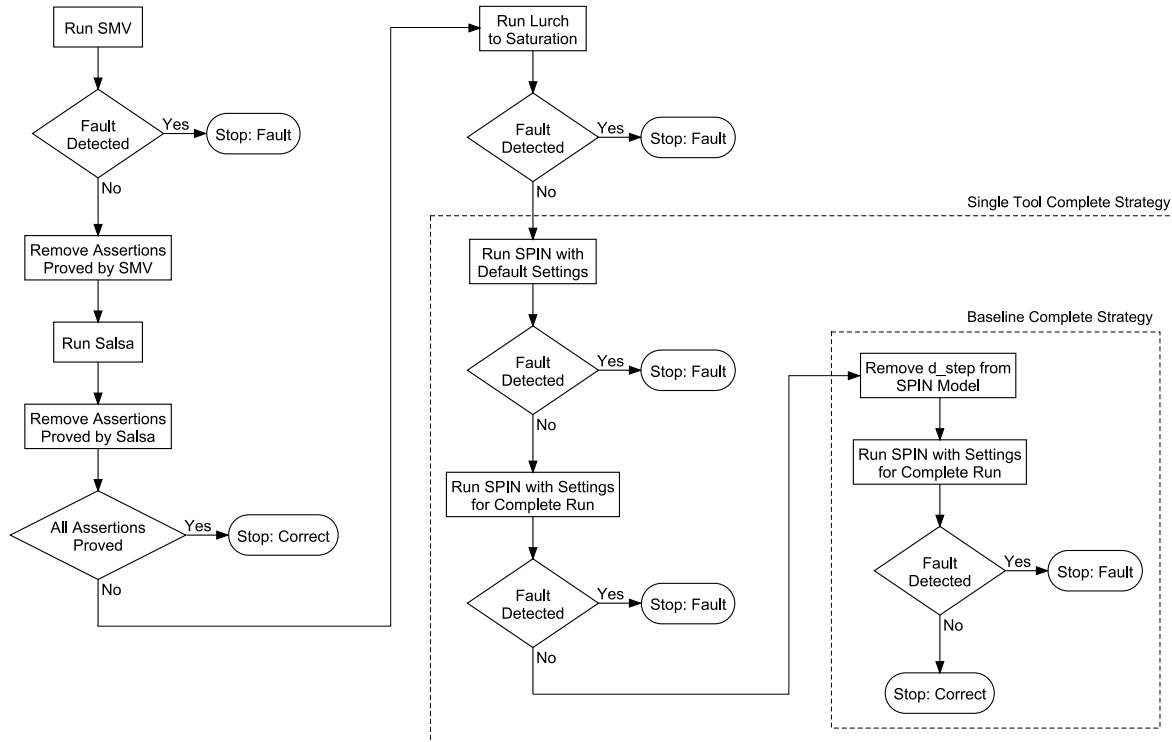 Run SMV
Fault
Detected
Yes
Stop: Fault
No
Remove Assertions
Proved by SMV
Run Salsa
Remove Assertions
Proved by Salsa
All Assertions
Proved
Yes
Stop: Correct
No
Run Lurch
to Saturation
Fault
Detected
Yes
Stop: Fault
No
Single Tool Complete Strategy
Run SPIN with
Default Settings
Fault
Detected
Yes
Stop: Fault
No
Run SPIN with Settings
for Complete Run
Fault
Detected
Yes
Stop: Fault
No
Baseline Complete Strategy
Remove d_step from
SPIN Model
Run SPIN with Settings
for Complete Run
Fault
Detected
Yes
Stop: Fault
No
Stop: Correct